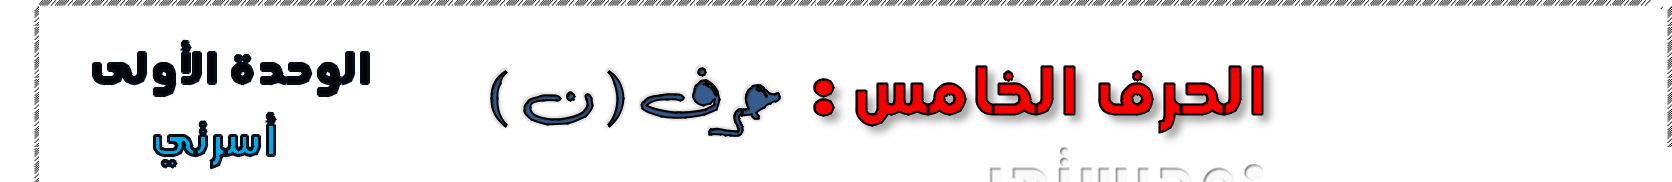 الحرف الخامس : حرف ( ن )
الوحدة الأولى
أسرتي